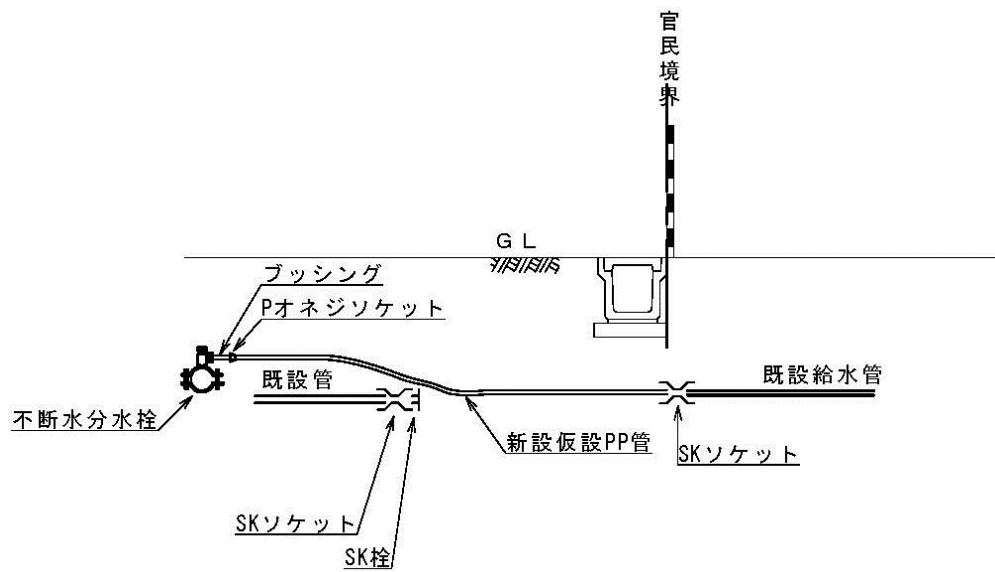 官民境界
GL
ブッシング
Pオネジソケット
既設管
既設給水管
不断水分水栓
新設仮設PP管
SKソケット
SKソケット
SK栓